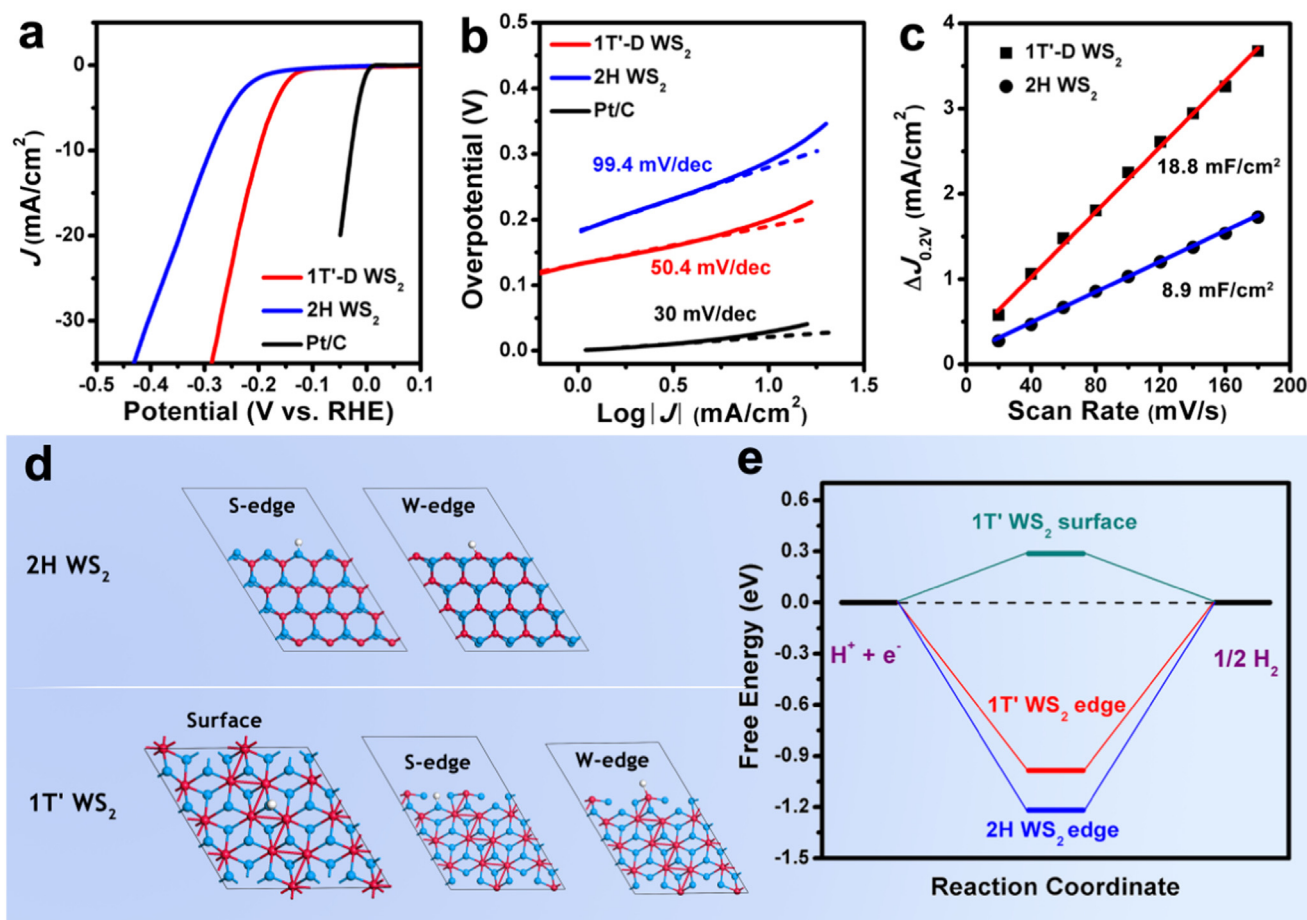 a
J (mA/cm²)
0
-10
-20
-30
1T'-D WS₂
2H WS₂
Pt/C
-0.5 -0.4 -0.3 -0.2 -0.1 0.0 0.1
Potential (V vs. RHE)
b
Overpotential (V)
0.5
0.4
0.3
0.2
0.1
0.0
1T'-D WS₂
2H WS₂
Pt/C
99.4 mV/dec
50.4 mV/dec
30 mV/dec
0.0 0.5 1.0 1.5
Log|J| (mA/cm²)
c
ΔJ₀.₂ᵥ (mA/cm²)
4
3
2
1
0
1T'-D WS₂
2H WS₂
18.8 mF/cm²
8.9 mF/cm²
0 40 80 120 160 200
Scan Rate (mV/s)
d
2H WS₂
S-edge
W-edge
1T' WS₂
Surface
S-edge
W-edge
e
Free Energy (eV)
0.6
0.3
0.0
-0.3
-0.6
-0.9
-1.2
-1.5
1T' WS₂ surface
H⁺ + e⁻
1/2 H₂
1T' WS₂ edge
2H WS₂ edge
Reaction Coordinate